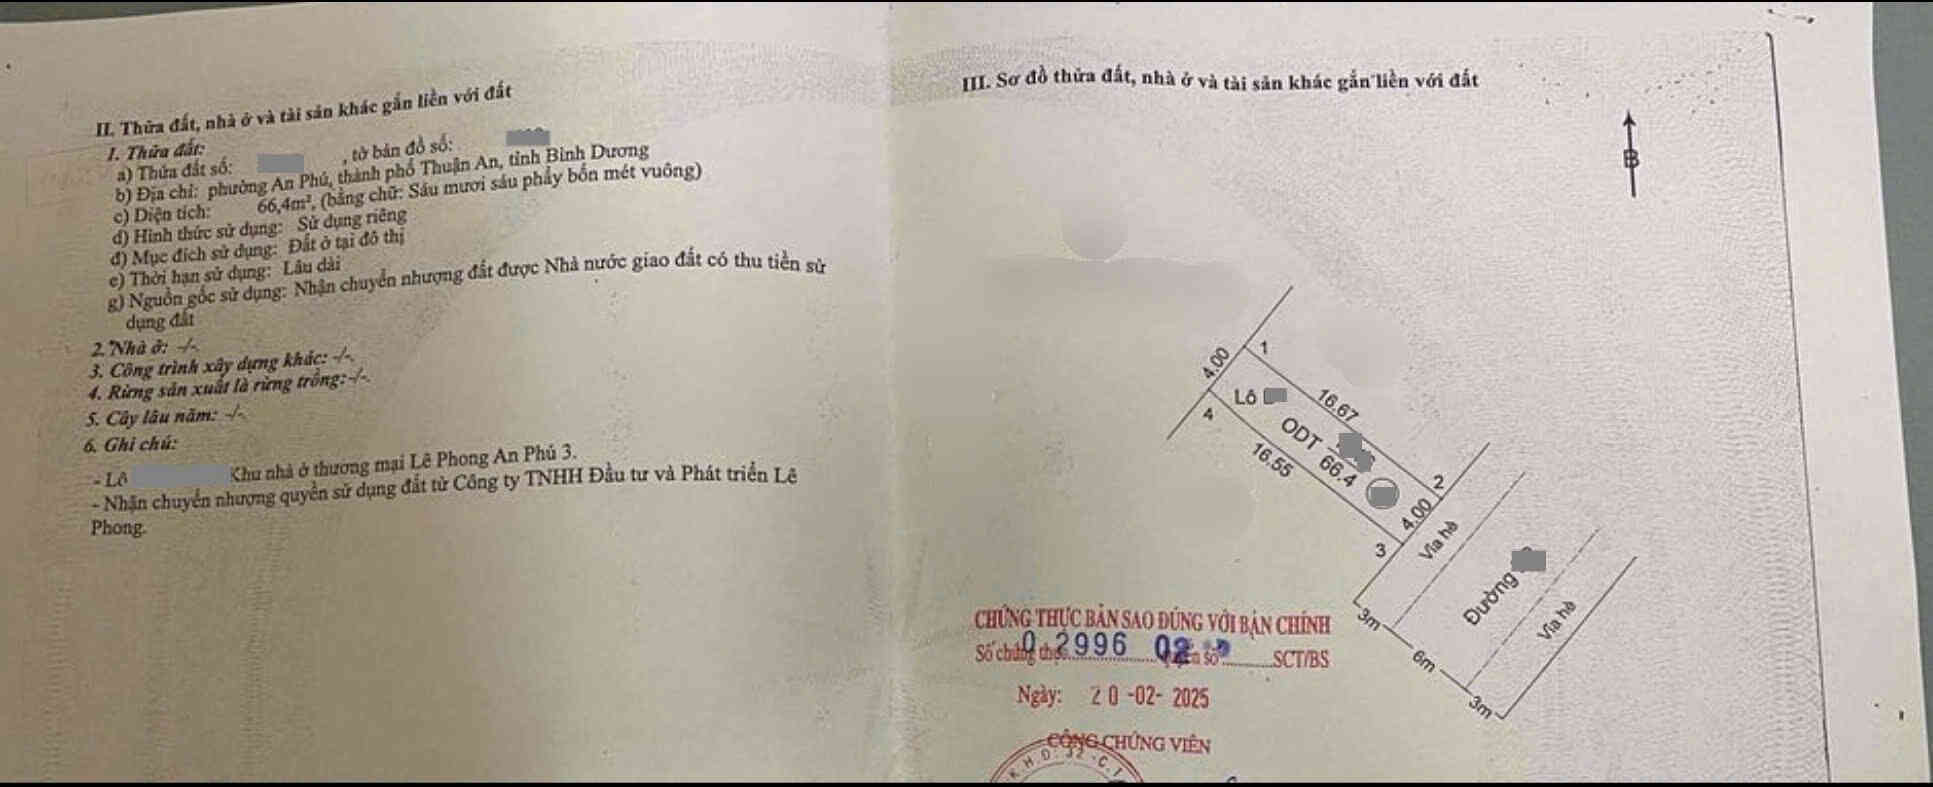 II. Thửa đất, nhà ở và tài sản khác gắn liền với đất
1. Thửa đất:
a) Thửa đất số: , tờ bản đồ số:
b) Địa chỉ: phường An Phú, thành phố Thuận An, tỉnh Bình Dương
c) Diện tích: 66,4m², (bằng chữ: Sáu mươi sáu phẩy bốn mét vuông)
d) Hình thức sử dụng: Sử dụng riêng
đ) Mục đích sử dụng: Đất ở tại đô thị
e) Thời hạn sử dụng: Lâu dài
g) Nguồn gốc sử dụng: Nhận chuyển nhượng đất được Nhà nước giao đất có thu tiền sử
dụng đất
2. Nhà ở: -/-.
3. Công trình xây dựng khác: -/-.
4. Rừng sản xuất là rừng trồng: -/-.
5. Cây lâu năm: -/-.
6. Ghi chú:
- Lô Khu nhà ở thương mại Lê Phong An Phú 3.
- Nhận chuyển nhượng quyền sử dụng đất từ Công ty TNHH Đầu tư và Phát triển Lê
Phong.
III. Sơ đồ thửa đất, nhà ở và tài sản khác gắn liền với đất
B
1
4.00
Lô
16.67
4
ODT
66.4
16.55
2
4.00
3
Vỉa hè
Đường
Vỉa hè
3m
6m
3m
CHỨNG THỰC BẢN SAO ĐÚNG VỚI BẢN CHÍNH
Số chứng thực 02996 02 số SCT/BS
Ngày: 20-02-2025
CÔNG CHỨNG VIÊN